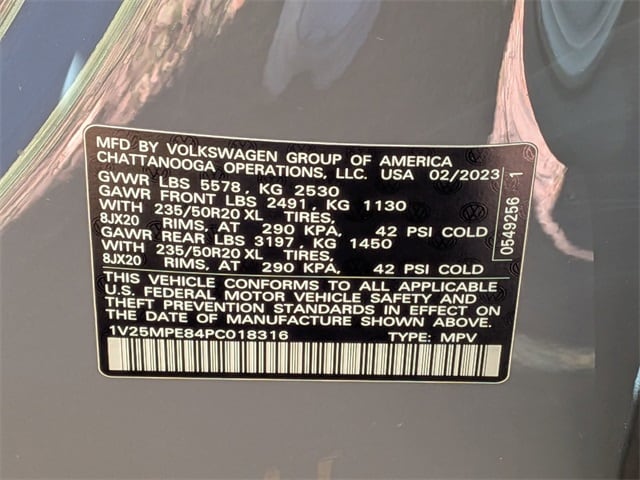 MFD BY VOLKSWAGEN GROUP OF AMERICA
CHATTANOOGA OPERATIONS, LLC. USA 02/2023
GVWR LBS 5578, KG 2530
GAWR FRONT LBS 2491, KG 1130
WITH 235/50R20 XL TIRES,
8JX20 RIMS, AT 290 KPA, 42 PSI COLD
GAWR REAR LBS 3197, KG 1450
WITH 235/50R20 XL TIRES,
8JX20 RIMS, AT 290 KPA, 42 PSI COLD
THIS VEHICLE CONFORMS TO ALL APPLICABLE
U.S. FEDERAL MOTOR VEHICLE SAFETY AND
THEFT PREVENTION STANDARDS IN EFFECT ON
THE DATE OF MANUFACTURE SHOWN ABOVE.
1V25MPE84PC018316 TYPE: MPV
0549256 1